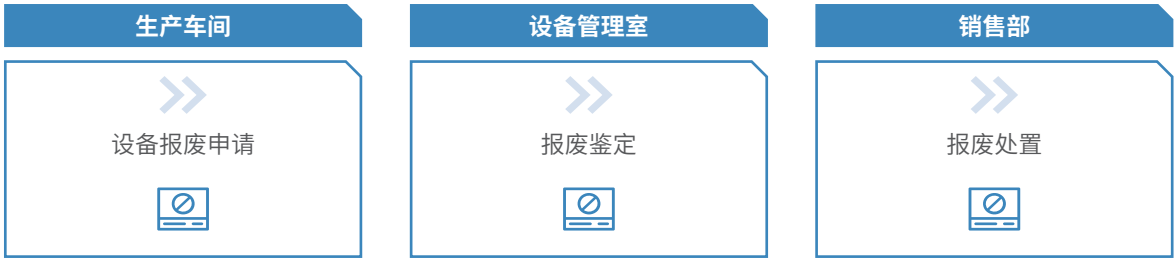 生产车间
设备管理室
销售部
设备报废申请
报废鉴定
报废处置